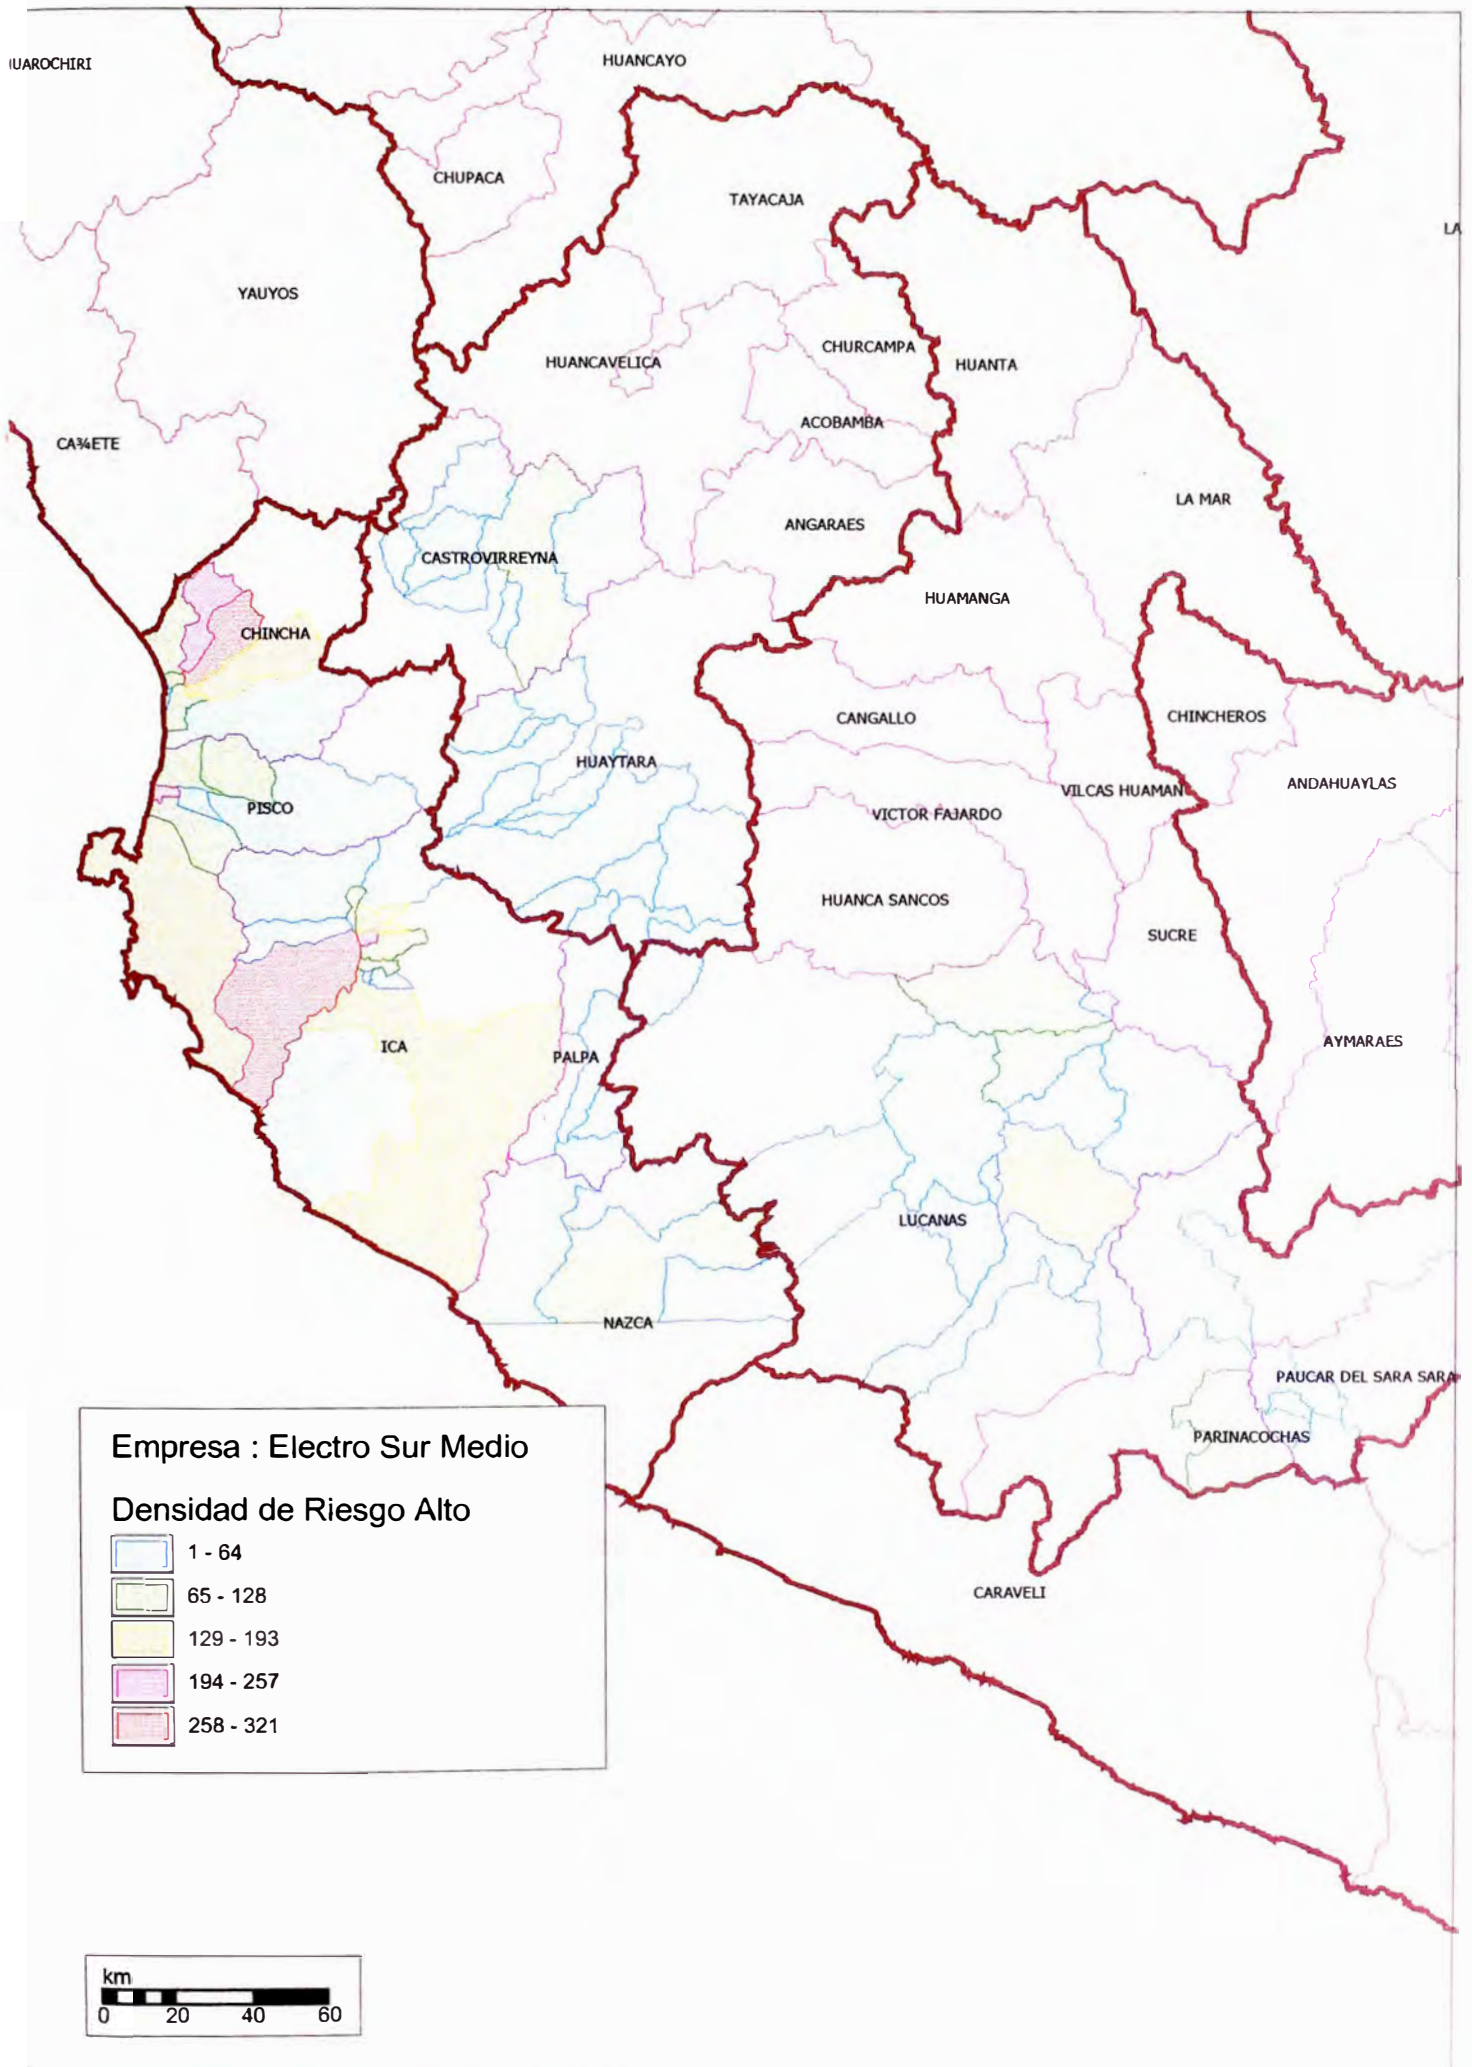 HUANCAYO
UAROCHIRI
CHUPACA
TAYACAJA
LA
YAUYOS
CHURCAMPA
HUANCAVELICA
HUANTA
ACOBAMBA
CA¾ETE
LA MAR
ANGARAES
CASTROVIRREYNA
HUAMANGA
CHINCHA
CANGALLO
CHINCHEROS
HUAYTARA
ANDAHUAYLAS
VILCAS HUAMAN
PISCO
VICTOR FAJARDO
HUANCA SANCOS
SUCRE
AYMARAES
ICA
PALPA
LUCANAS
NAZCA
PAUCAR DEL SARA SARA
PARINACOCHAS
Empresa : Electro Sur Medio
Densidad de Riesgo Alto
1 - 64
65 - 128
129 - 193
194 - 257
258 - 321
CARAVELI
km
0 20 40 60